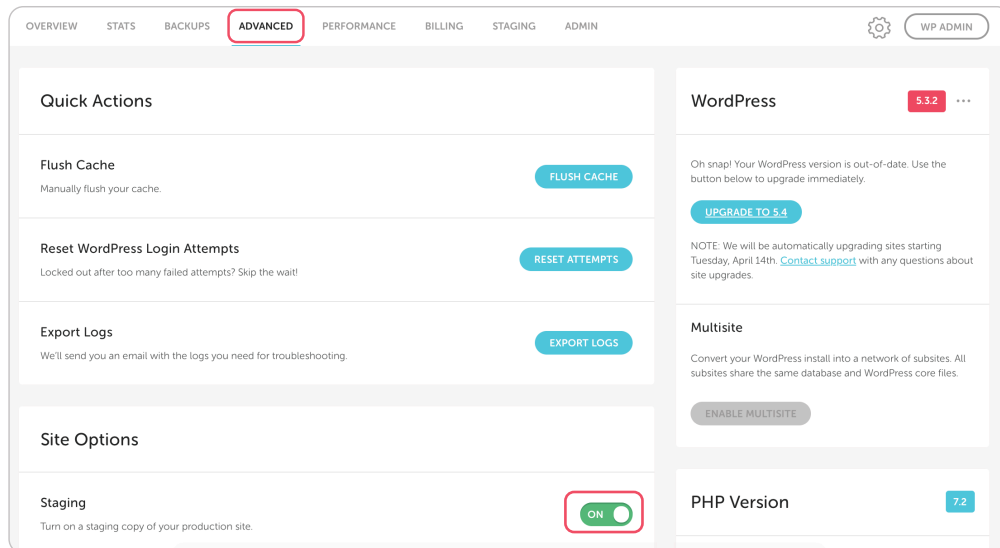 OVERVIEW STATS BACKUPS ADVANCED PERFORMANCE BILLING STAGING ADMIN WP ADMIN
Quick Actions
Flush Cache
Manually flush your cache.
FLUSH CACHE
Reset WordPress Login Attempts
Locked out after too many failed attempts? Skip the wait!
RESET ATTEMPTS
Export Logs
We'll send you an email with the logs you need for troubleshooting.
EXPORT LOGS
Site Options
Staging
Turn on a staging copy of your production site.
ON
WordPress
5.3.2
Oh snap! Your WordPress version is out-of-date. Use the
button below to upgrade immediately.
UPGRADE TO 5.4
NOTE: We will be automatically upgrading sites starting
Tuesday, April 14th. Contact support with any questions about
site upgrades.
Multisite
Convert your WordPress install into a network of subsites. All
subsites share the same database and WordPress core files.
ENABLE MULTISITE
PHP Version
7.2